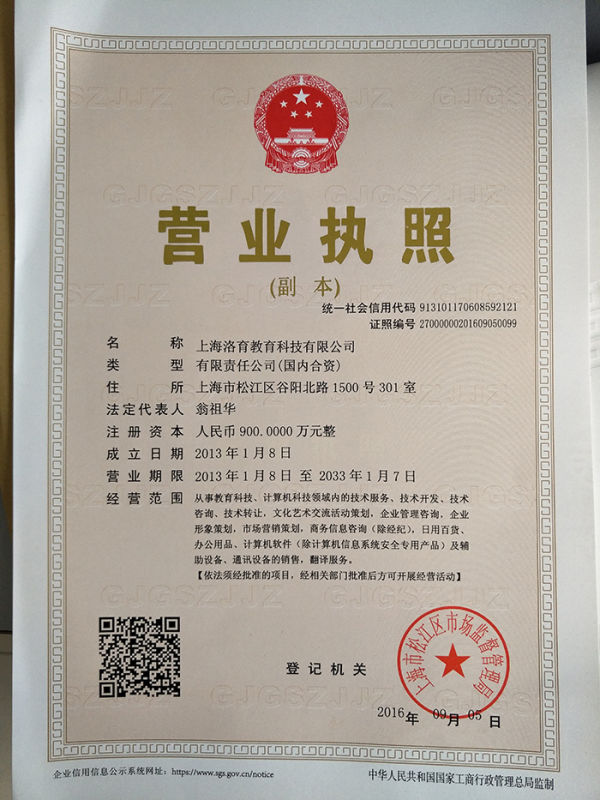 营业执照
(副 本)
统一社会信用代码 913101170608592121
证照编号 27000000201609050099
名 称 上海洛育教育科技有限公司
类 型 有限责任公司(国内合资)
住 所 上海市松江区谷阳北路1500号301室
法定代表人 翁祖华
注册资本 人民币900.0000万元整
成立日期 2013年1月8日
营业期限 2013年1月8日 至 2033年1月7日
经营范围 从事教育科技、计算机科技领域内的技术服务、技术开发、技术
咨询、技术转让,文化艺术交流活动策划,企业管理咨询,企业
形象策划,市场营销策划,商务信息咨询(除经纪),日用百货、
办公用品、计算机软件(除计算机信息系统安全专用产品)及辅
助设备、通讯设备的销售,翻译服务。
【依法须经批准的项目,经相关部门批准后方可开展经营活动】
登记机关
上海市松江区市场监督管理局
2016年 09月 05日
企业信用信息公示系统网址:https://www.sgs.gov.cn/notice
中华人民共和国国家工商行政管理总局监制
GJGSZJJZ
GJGSZJJZ
GJGSZJJZ